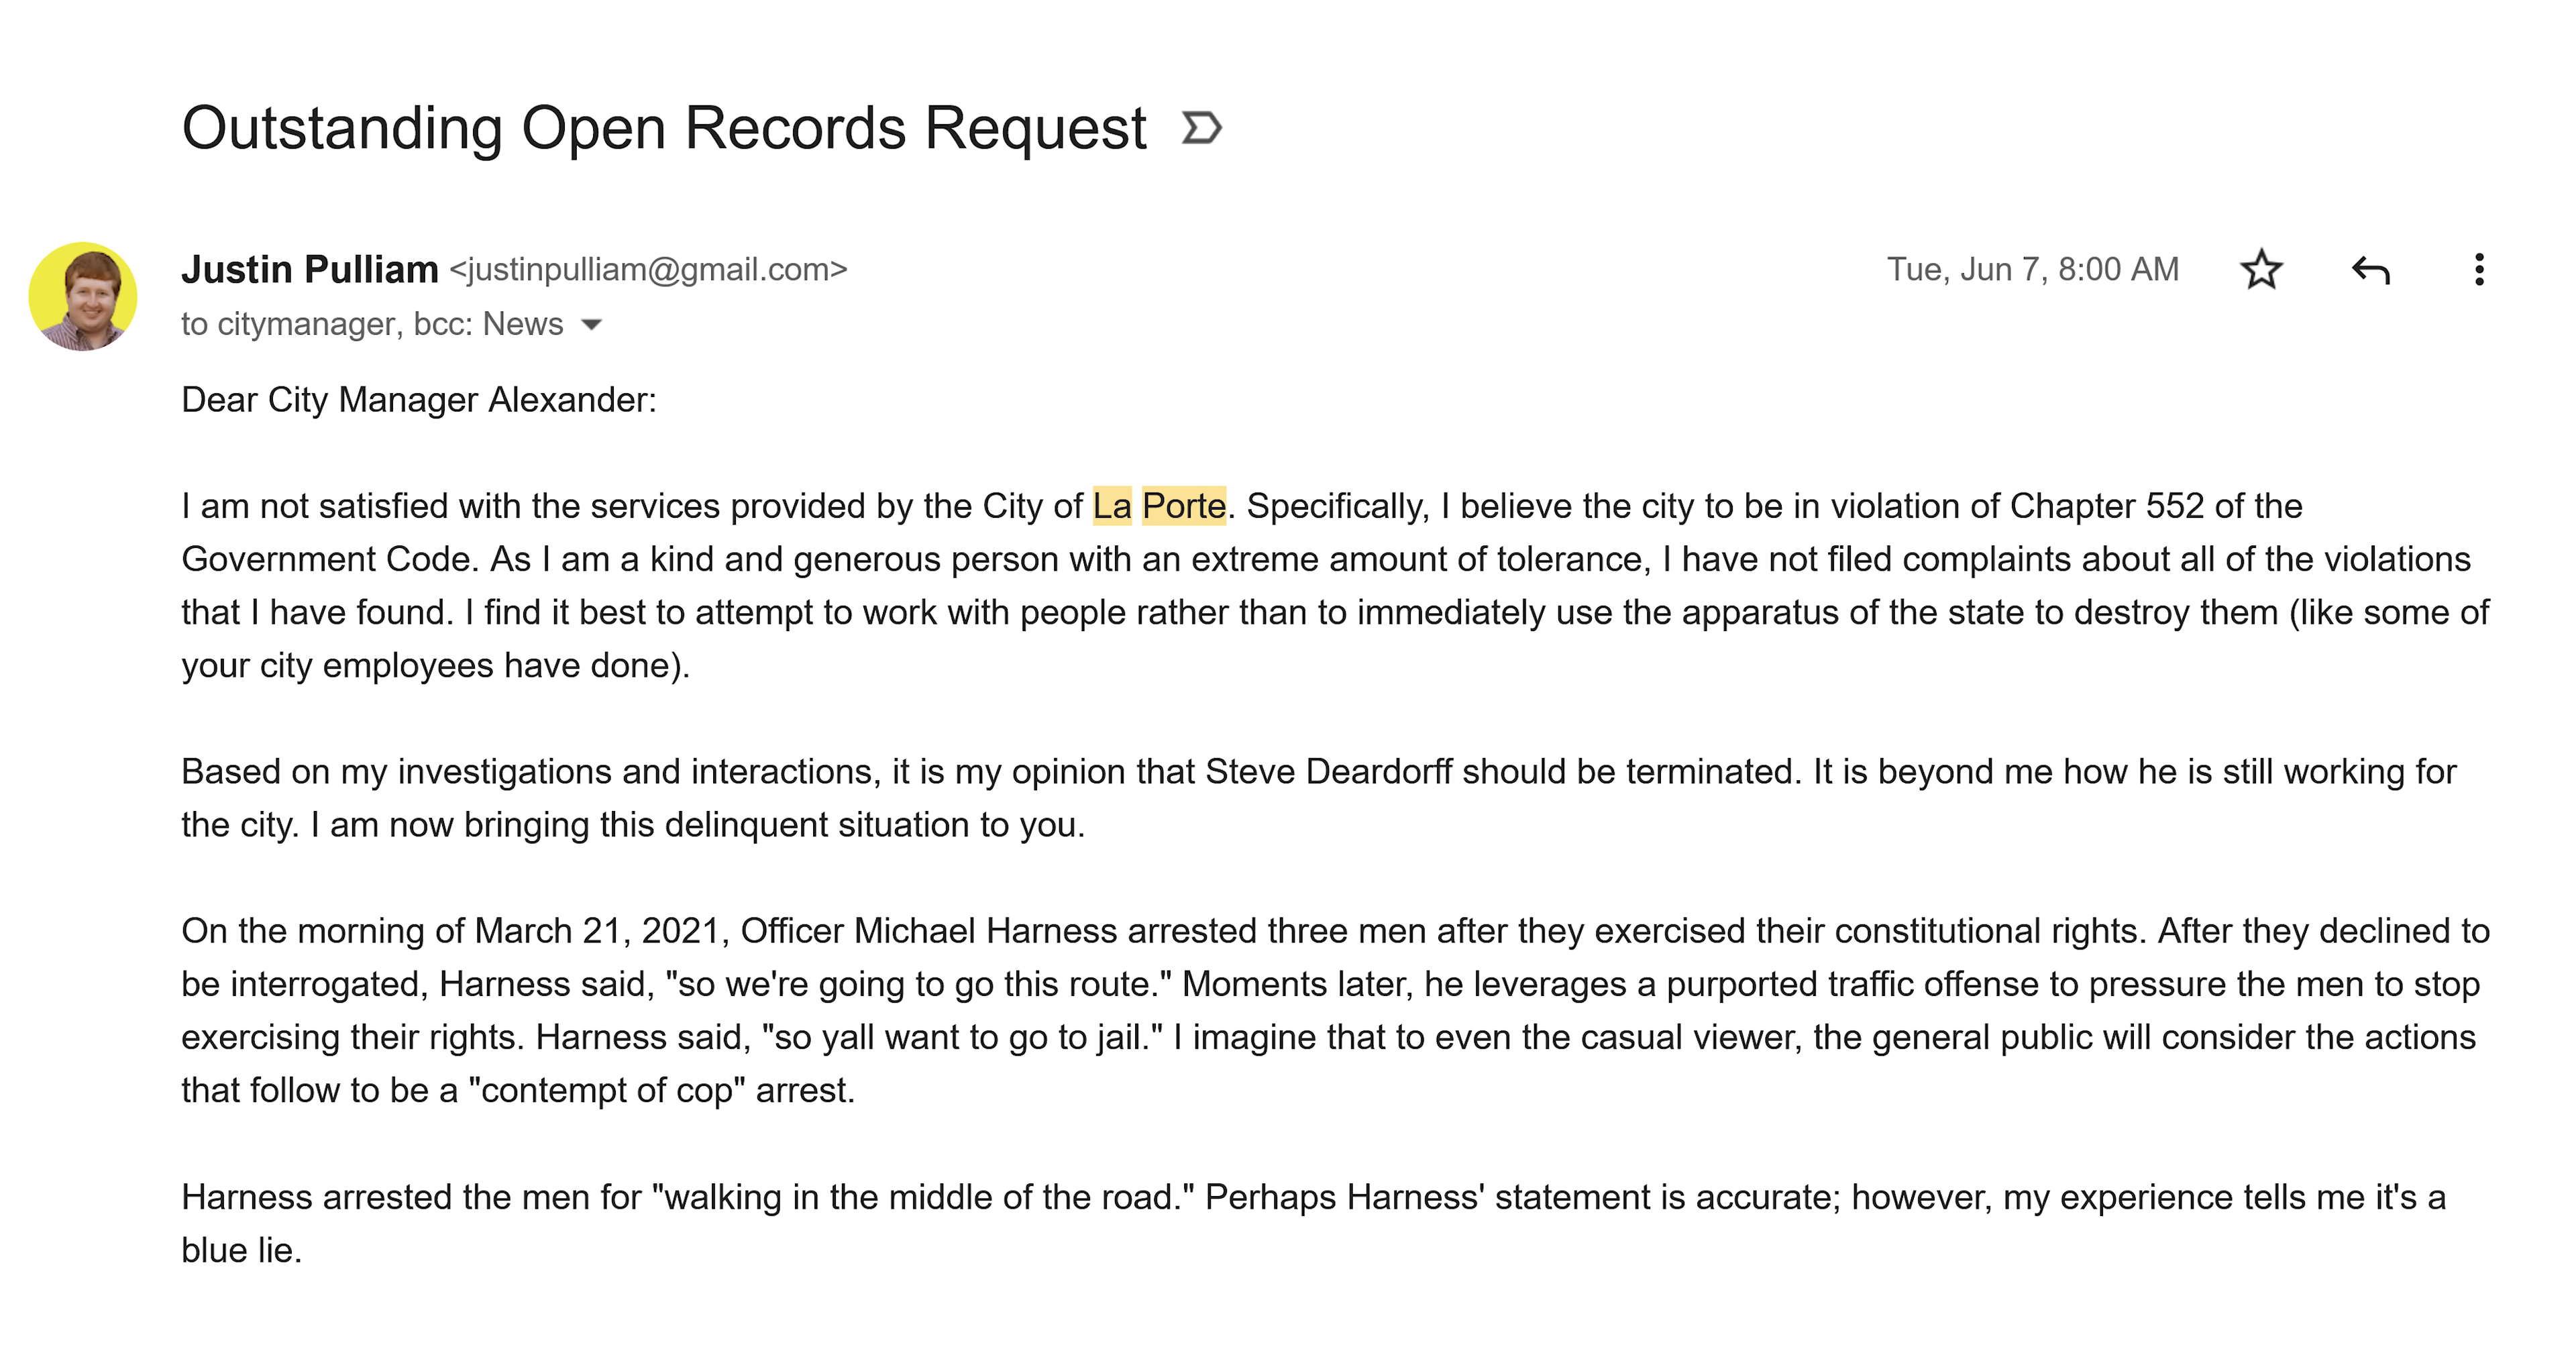 Outstanding Open Records Request
Justin Pulliam <justinpulliam@gmail.com>
Tue, Jun 7, 8:00 AM
to citymanager, bcc: News
Dear City Manager Alexander:
I am not satisfied with the services provided by the City of La Porte. Specifically, I believe the city to be in violation of Chapter 552 of the
Government Code. As I am a kind and generous person with an extreme amount of tolerance, I have not filed complaints about all of the violations
that I have found. I find it best to attempt to work with people rather than to immediately use the apparatus of the state to destroy them (like some of
your city employees have done).
Based on my investigations and interactions, it is my opinion that Steve Deardorff should be terminated. It is beyond me how he is still working for
the city. I am now bringing this delinquent situation to you.
On the morning of March 21, 2021, Officer Michael Harness arrested three men after they exercised their constitutional rights. After they declined to
be interrogated, Harness said, "so we're going to go this route." Moments later, he leverages a purported traffic offense to pressure the men to stop
exercising their rights. Harness said, "so yall want to go to jail." I imagine that to even the casual viewer, the general public will consider the actions
that follow to be a "contempt of cop" arrest.
Harness arrested the men for "walking in the middle of the road." Perhaps Harness' statement is accurate; however, my experience tells me it's a
blue lie.